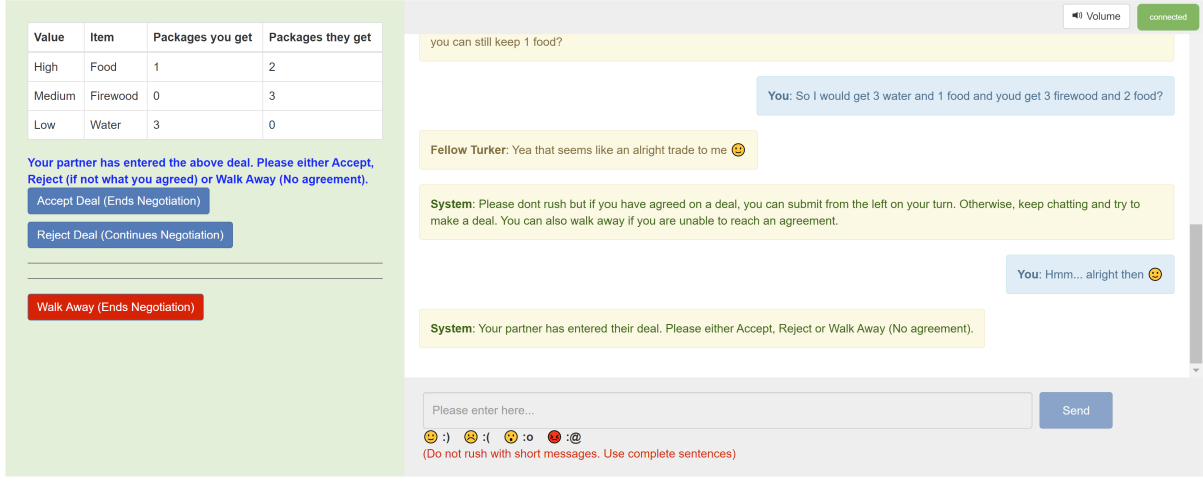 Volume
connected
Value Item Packages you get Packages they get
High Food 1 2
Medium Firewood 0 3
Low Water 3 0
Your partner has entered the above deal. Please either Accept,
Reject (if not what you agreed) or Walk Away (No agreement).
Accept Deal (Ends Negotiation)
Reject Deal (Continues Negotiation)
Walk Away (Ends Negotiation)
you can still keep 1 food?
You: So I would get 3 water and 1 food and youd get 3 firewood and 2 food?
Fellow Turker: Yea that seems like an alright trade to me 🙂
System: Please dont rush but if you have agreed on a deal, you can submit from the left on your turn. Otherwise, keep chatting and try to
make a deal. You can also walk away if you are unable to reach an agreement.
You: Hmm... alright then 🙂
System: Your partner has entered their deal. Please either Accept, Reject or Walk Away (No agreement).
Please enter here...
Send
🙂 :) ☹️ :( 😮 :o 😡 :@
(Do not rush with short messages. Use complete sentences)